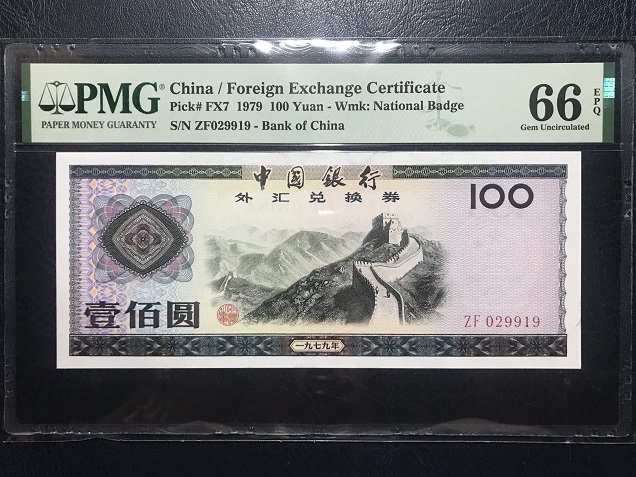 PMG®
PAPER MONEY GUARANTY
China / Foreign Exchange Certificate
Pick# FX7 1979 100 Yuan - Wmk: National Badge
S/N ZF029919 - Bank of China
66 EPQ
Gem Uncirculated
中國銀行
外汇兑换券
100
壹佰圆
ZF 029919
一九七九年